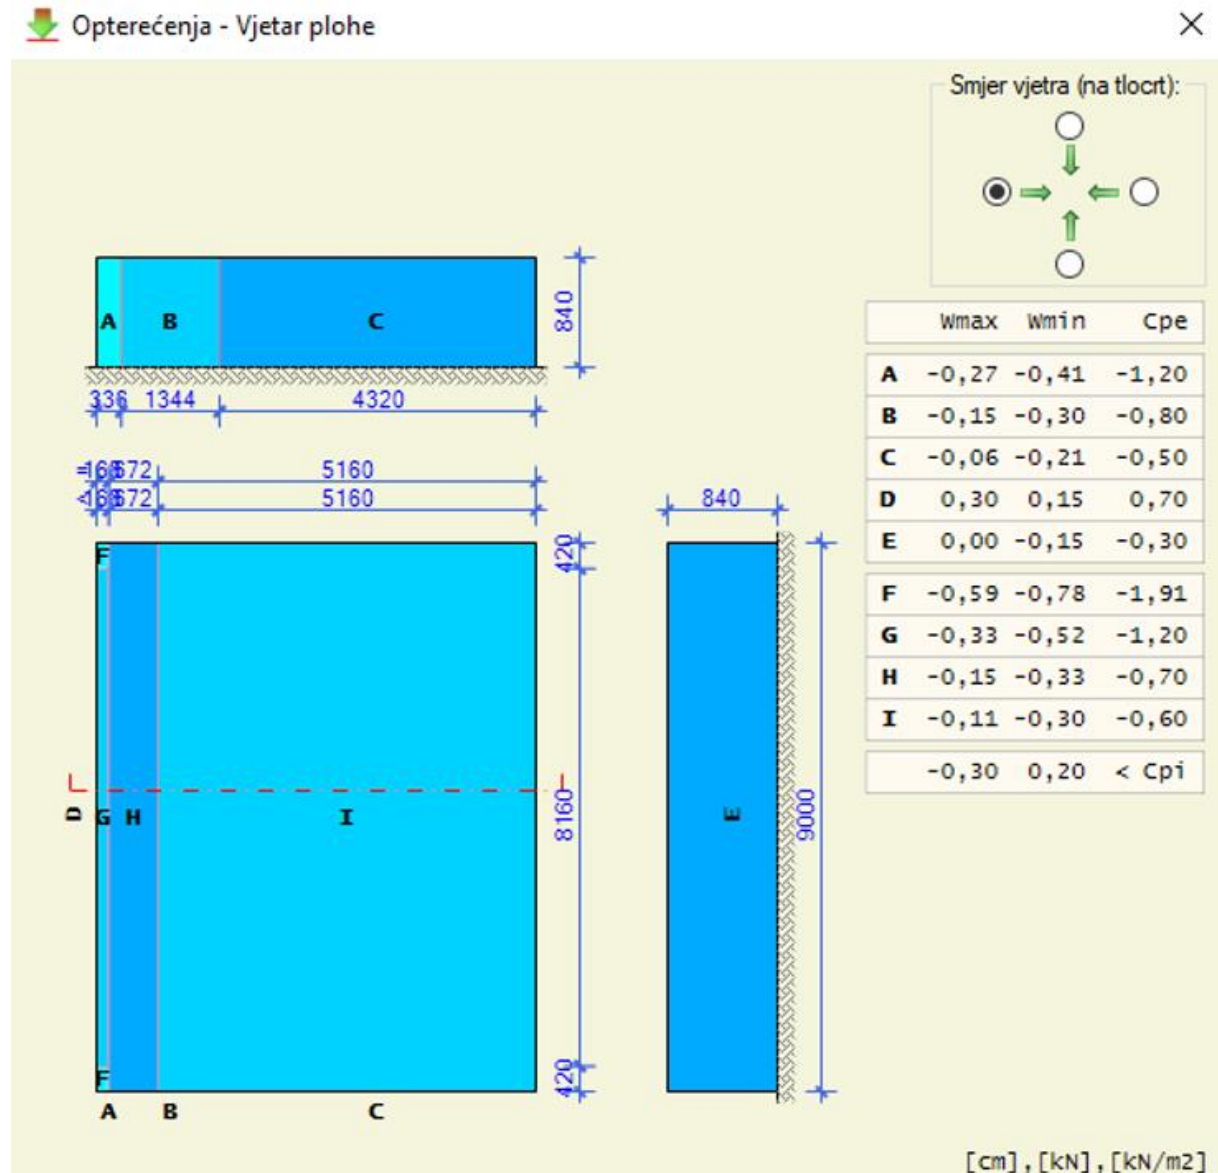 Opterećenja - Vjetar plohe
Smjer vjetra (na tlocrt):
A B C
840
336 1344 4320
672 5160
672 5160
840
Wmax Wmin Cpe
A -0,27 -0,41 -1,20
B -0,15 -0,30 -0,80
C -0,06 -0,21 -0,50
D 0,30 0,15 0,70
E 0,00 -0,15 -0,30
F -0,59 -0,78 -1,91
G -0,33 -0,52 -1,20
H -0,15 -0,33 -0,70
I -0,11 -0,30 -0,60
-0,30 0,20 < Cpi
F
420
D G H I
8160
E
9000
F
420
A B C
[cm],[kN],[kN/m2]